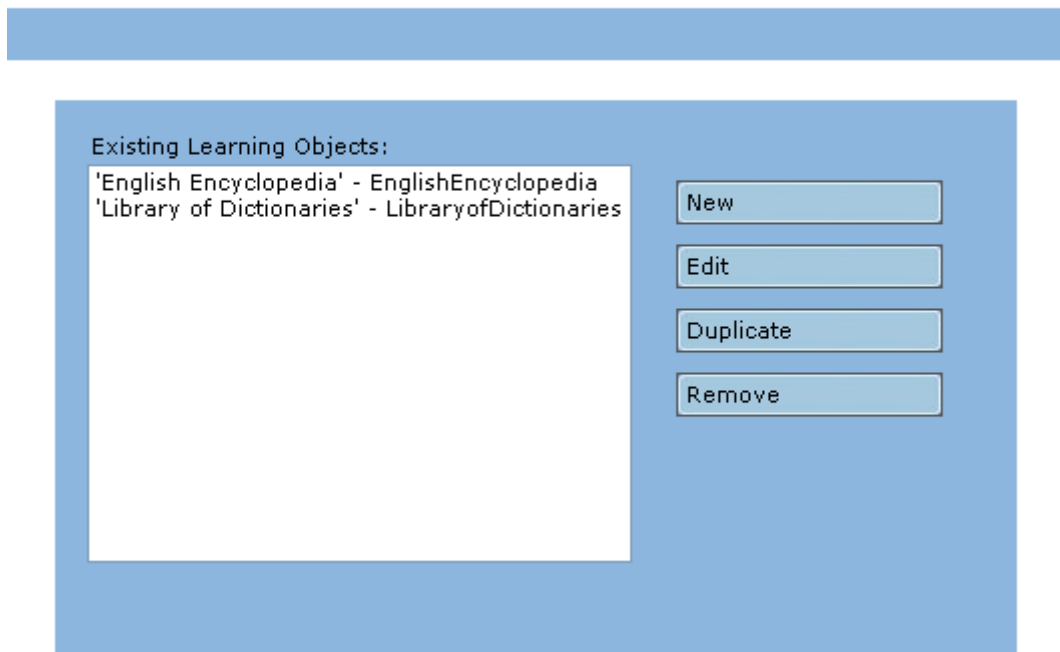 Existing Learning Objects:
'English Encyclopedia' - EnglishEncyclopedia
'Library of Dictionaries' - LibraryofDictionaries
New
Edit
Duplicate
Remove